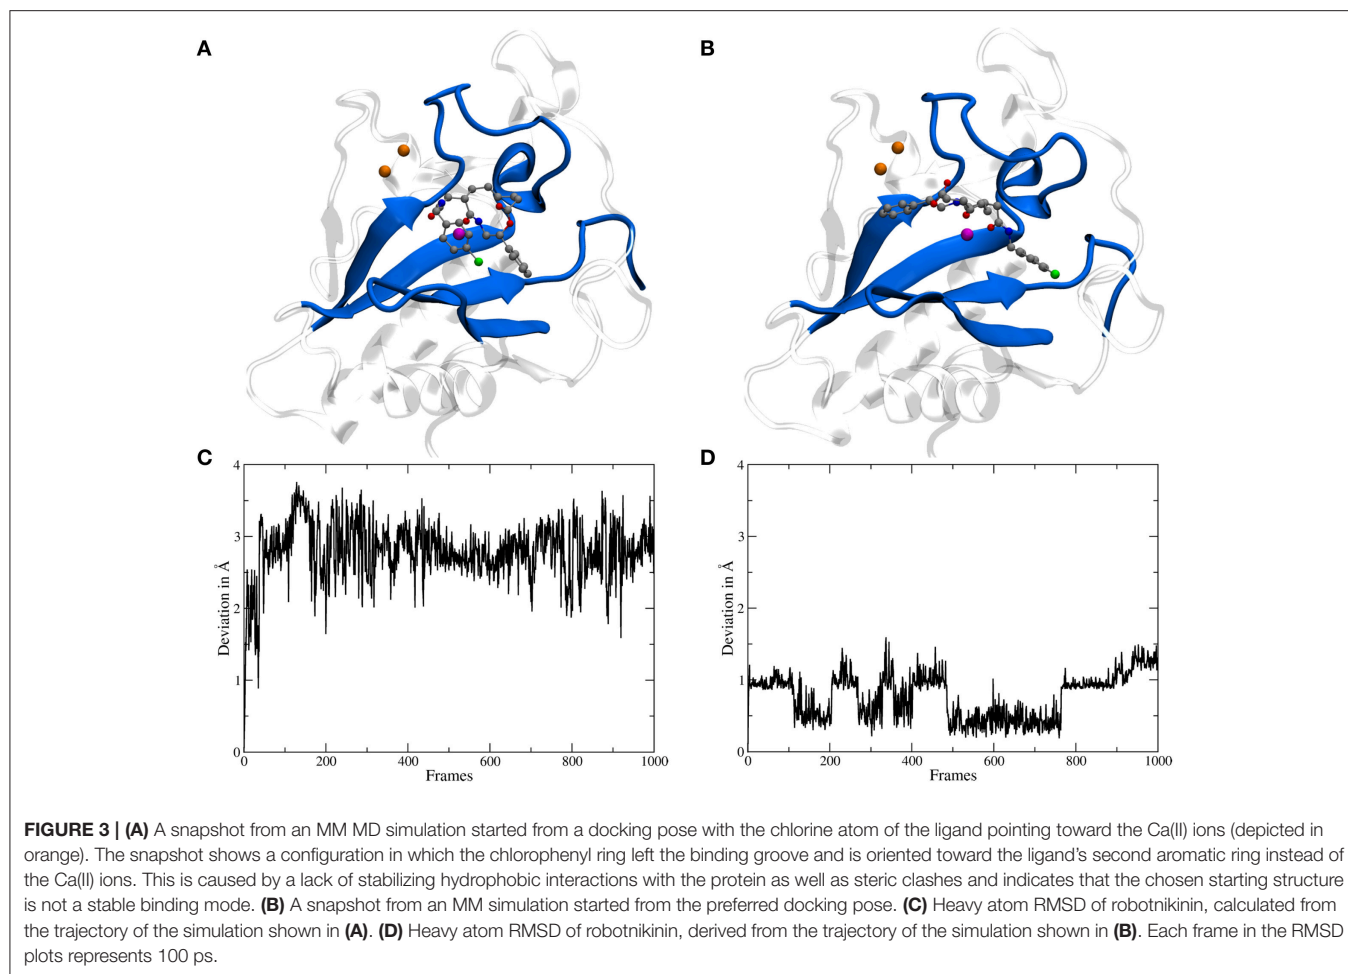 A
B
C
D
4
3
2
1
0
Deviation in Å
0
200
400
600
800
1000
Frames
4
3
2
1
0
Deviation in Å
0
200
400
600
800
1000
Frames
FIGURE 3 | (A) A snapshot from an MM MD simulation started from a docking pose with the chlorine atom of the ligand pointing toward the Ca(II) ions (depicted in
orange). The snapshot shows a configuration in which the chlorophenyl ring left the binding groove and is oriented toward the ligand's second aromatic ring instead of
the Ca(II) ions. This is caused by a lack of stabilizing hydrophobic interactions with the protein as well as steric clashes and indicates that the chosen starting structure
is not a stable binding mode. (B) A snapshot from an MM simulation started from the preferred docking pose. (C) Heavy atom RMSD of robotnikinin, calculated from
the trajectory of the simulation shown in (A). (D) Heavy atom RMSD of robotnikinin, derived from the trajectory of the simulation shown in (B). Each frame in the RMSD
plots represents 100 ps.